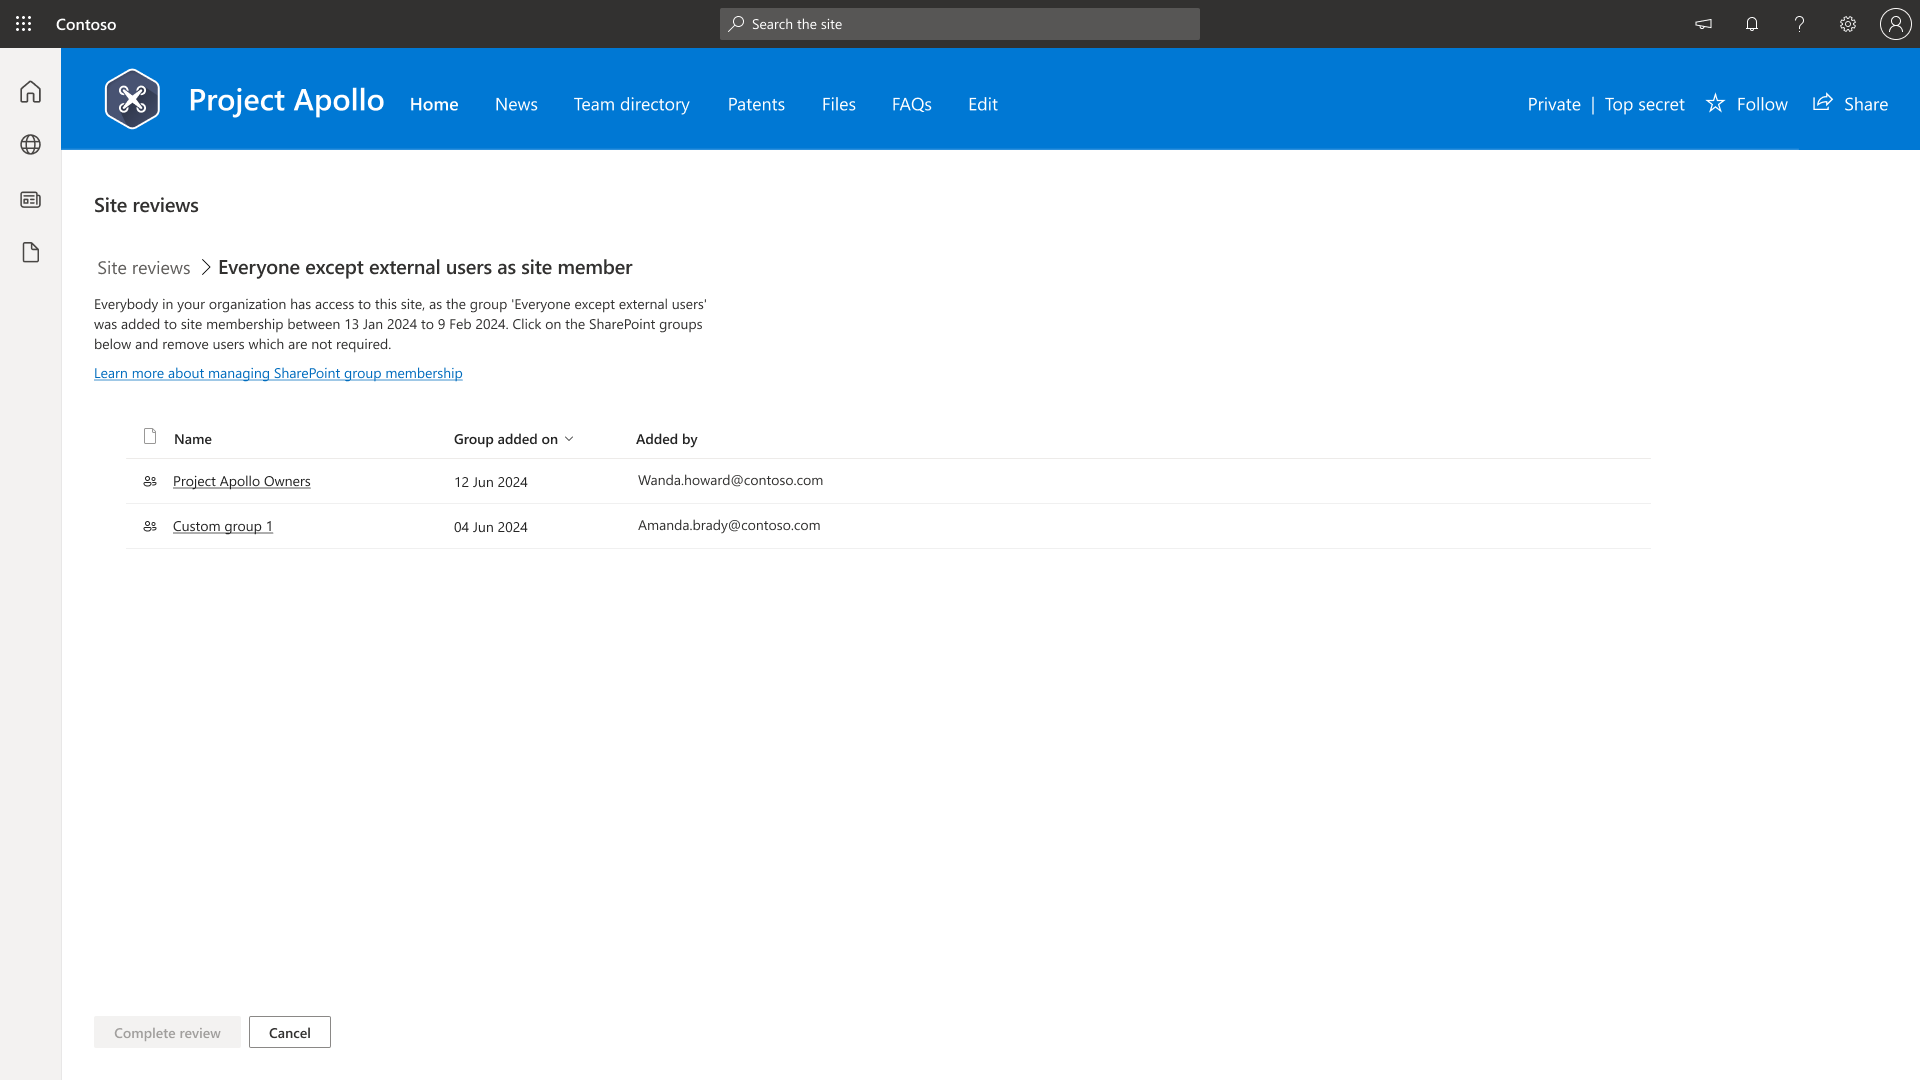 Contoso
Search the site
Project Apollo
Home
News
Team directory
Patents
Files
FAQs
Edit
Private | Top secret
Follow
Share
Site reviews
Site reviews > Everyone except external users as site member
Everybody in your organization has access to this site, as the group 'Everyone except external users'
was added to site membership between 13 Jan 2024 to 9 Feb 2024. Click on the SharePoint groups
below and remove users which are not required.
Learn more about managing SharePoint group membership
Name Group added on Added by
Project Apollo Owners 12 Jun 2024 Wanda.howard@contoso.com
Custom group 1 04 Jun 2024 Amanda.brady@contoso.com
Complete review
Cancel